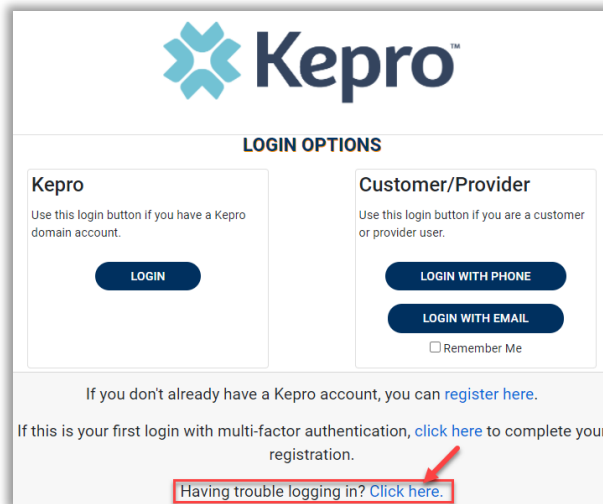 Kepro™
LOGIN OPTIONS
Kepro
Use this login button if you have a Kepro
domain account.
LOGIN
Customer/Provider
Use this login button if you are a customer
or provider user.
LOGIN WITH PHONE
LOGIN WITH EMAIL
Remember Me
If you don't already have a Kepro account, you can register here.
If this is your first login with multi-factor authentication, click here to complete your
registration.
Having trouble logging in? Click here.